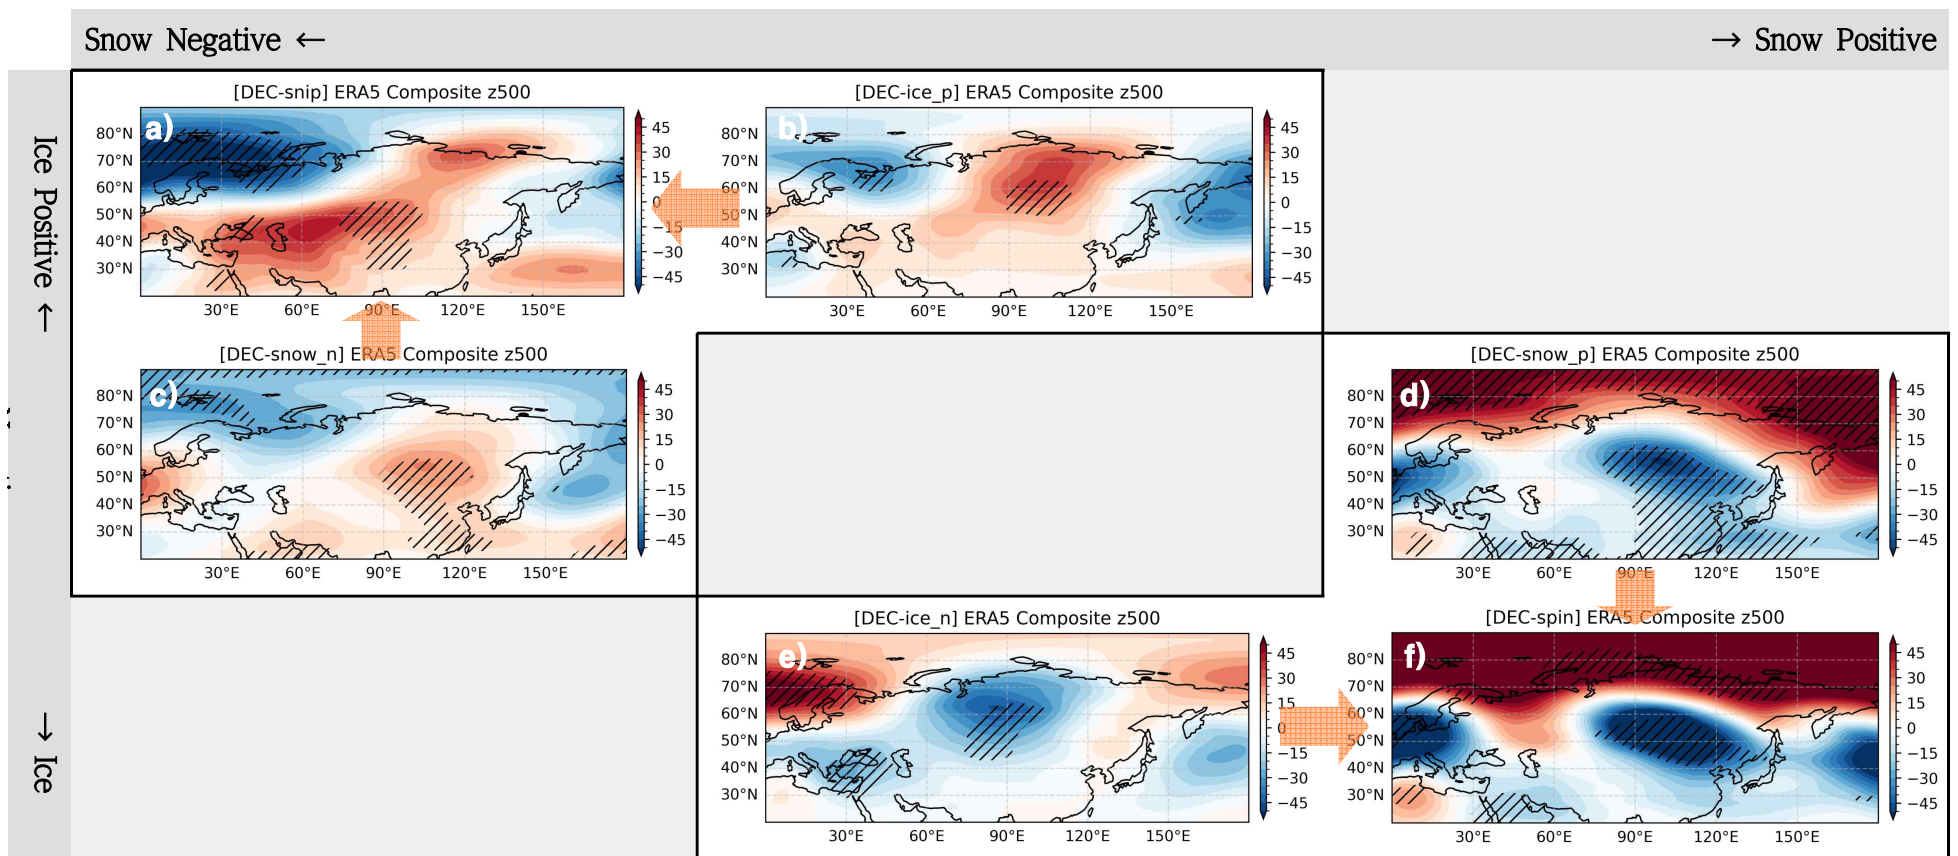 Snow Negative ←
→ Snow Positive
Ice Positive ←
→ Ice
[DEC-snip] ERA5 Composite z500
a)
80°N
70°N
60°N
50°N
40°N
30°N
30°E 60°E 90°E 120°E 150°E
45
30
15
0
−15
−30
−45
[DEC-ice_p] ERA5 Composite z500
b)
80°N
70°N
60°N
50°N
40°N
30°N
30°E 60°E 90°E 120°E 150°E
45
30
15
0
−15
−30
−45
[DEC-snow_n] ERA5 Composite z500
c)
80°N
70°N
60°N
50°N
40°N
30°N
30°E 60°E 90°E 120°E 150°E
45
30
15
0
−15
−30
−45
[DEC-snow_p] ERA5 Composite z500
d)
80°N
70°N
60°N
50°N
40°N
30°N
30°E 60°E 90°E 120°E 150°E
45
30
15
0
−15
−30
−45
[DEC-ice_n] ERA5 Composite z500
e)
80°N
70°N
60°N
50°N
40°N
30°N
30°E 60°E 90°E 120°E 150°E
45
30
15
0
−15
−30
−45
[DEC-spin] ERA5 Composite z500
f)
80°N
70°N
60°N
50°N
40°N
30°N
30°E 60°E 90°E 120°E 150°E
45
30
15
0
−15
−30
−45